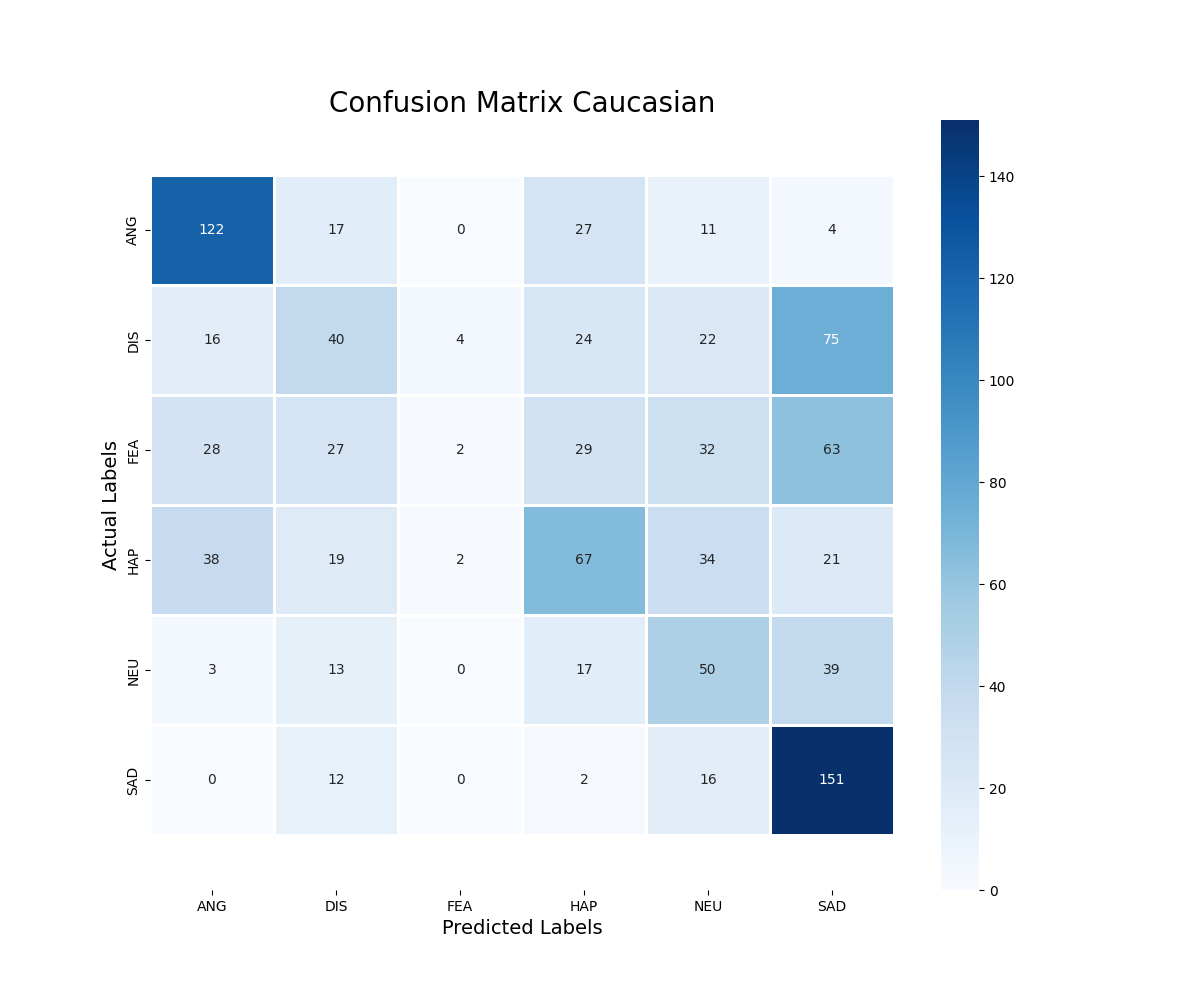 Confusion Matrix Caucasian
ANG 122 17 0 27 11 4
DIS 16 40 4 24 22 75
FEA 28 27 2 29 32 63
HAP 38 19 2 67 34 21
NEU 3 13 0 17 50 39
SAD 0 12 0 2 16 151
Actual Labels
ANG DIS FEA HAP NEU SAD
Predicted Labels
140
120
100
80
60
40
20
0